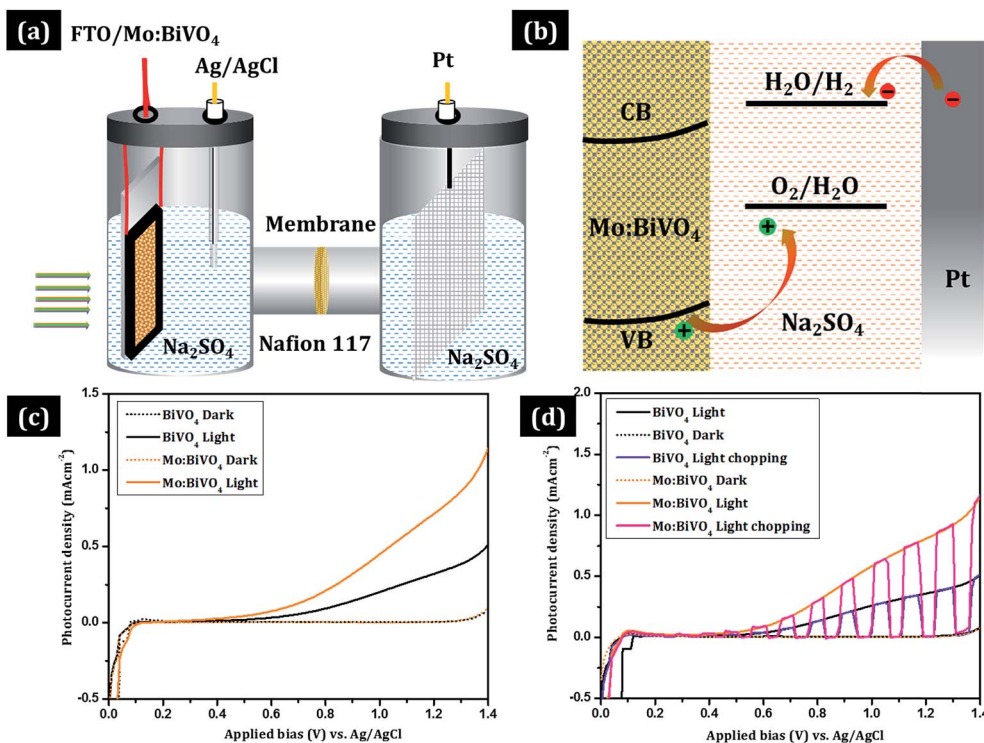 (a)
FTO/Mo:BiVO₄
Ag/AgCl
Pt
Membrane
Na₂SO₄
Nafion 117
Na₂SO₄
(b)
H₂O/H₂
CB
O₂/H₂O
Mo:BiVO₄
Pt
VB
Na₂SO₄
(c)
BiVO₄ Dark
BiVO₄ Light
Mo:BiVO₄ Dark
Mo:BiVO₄ Light
Photocurrent density (mAcm⁻²)
1.5
1.0
0.5
0.0
-0.5
0.0 0.2 0.4 0.6 0.8 1.0 1.2 1.4
Applied bias (V) vs. Ag/AgCl
(d)
BiVO₄ Light
BiVO₄ Dark
BiVO₄ Light chopping
Mo:BiVO₄ Dark
Mo:BiVO₄ Light
Mo:BiVO₄ Light chopping
Photocurrent density (mAcm⁻²)
2.0
1.5
1.0
0.5
0.0
-0.5
0.0 0.2 0.4 0.6 0.8 1.0 1.2 1.4
Applied bias (V) vs. Ag/AgCl